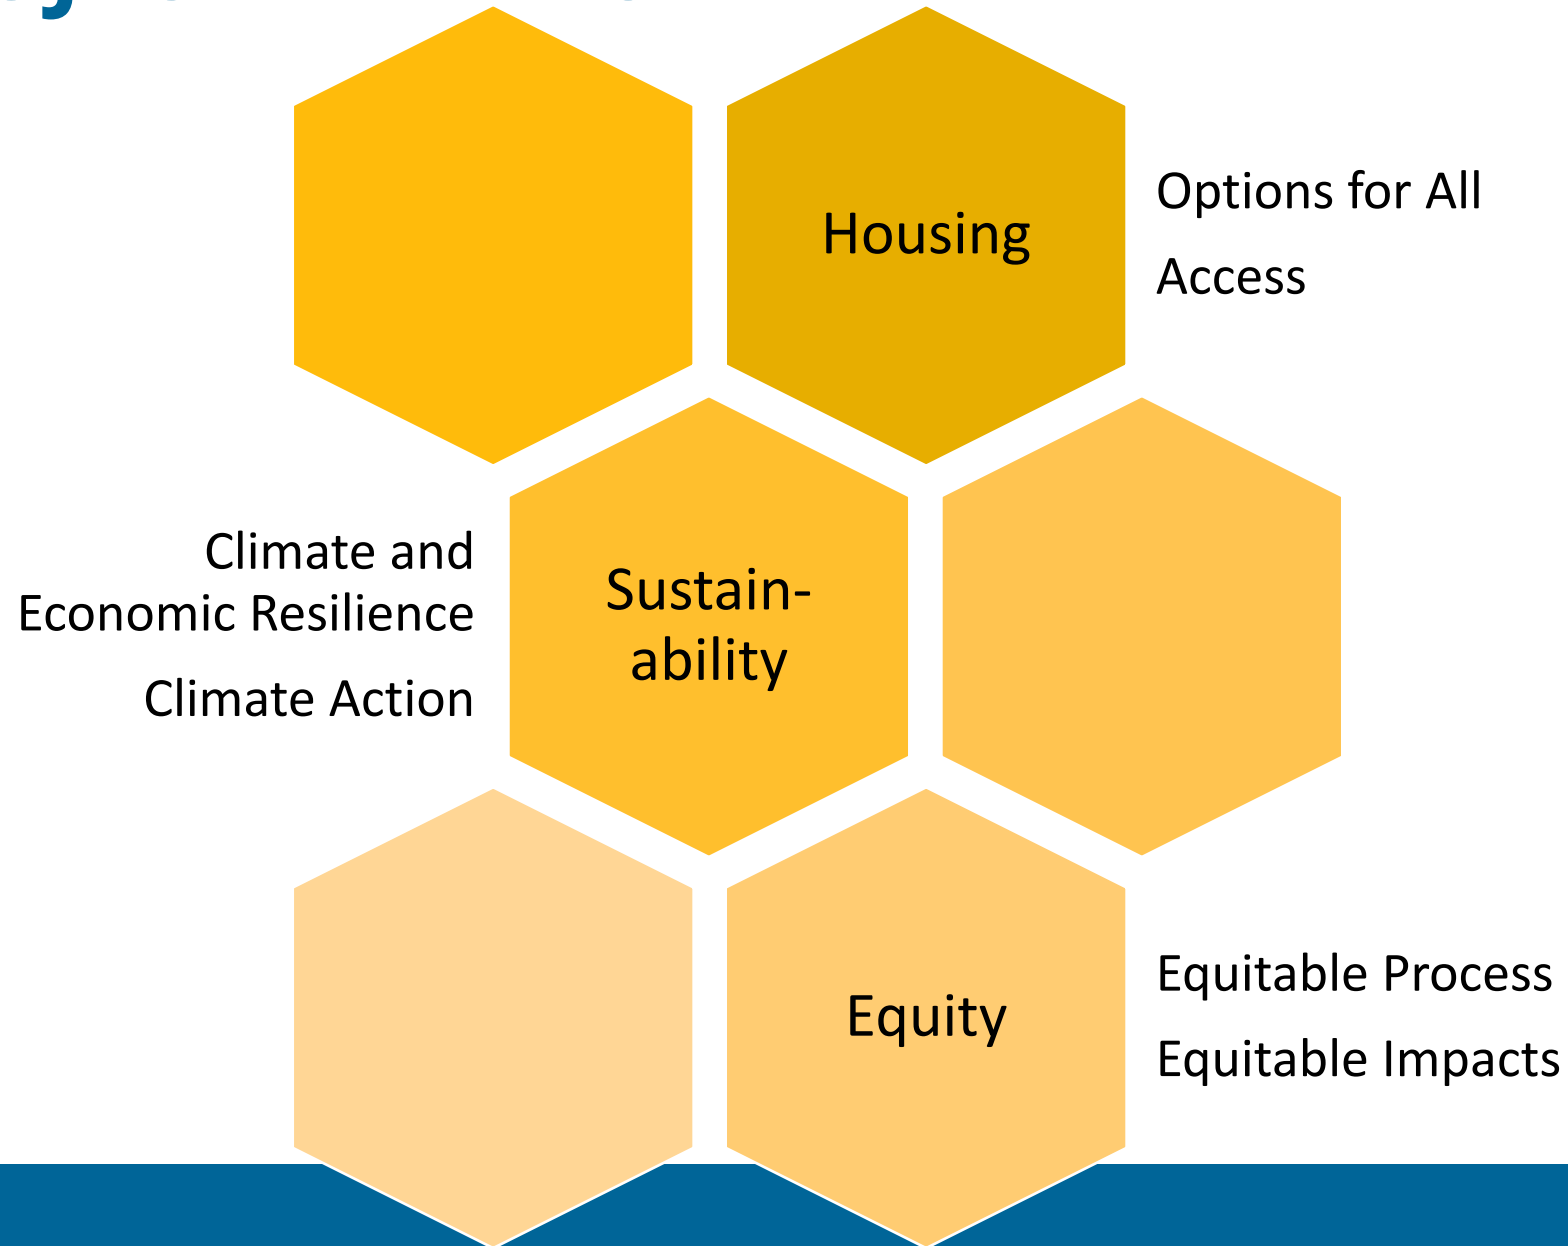 Housing
Options for All
Access
Climate and
Economic Resilience
Climate Action
Sustain-
ability
Equity
Equitable Process
Equitable Impacts